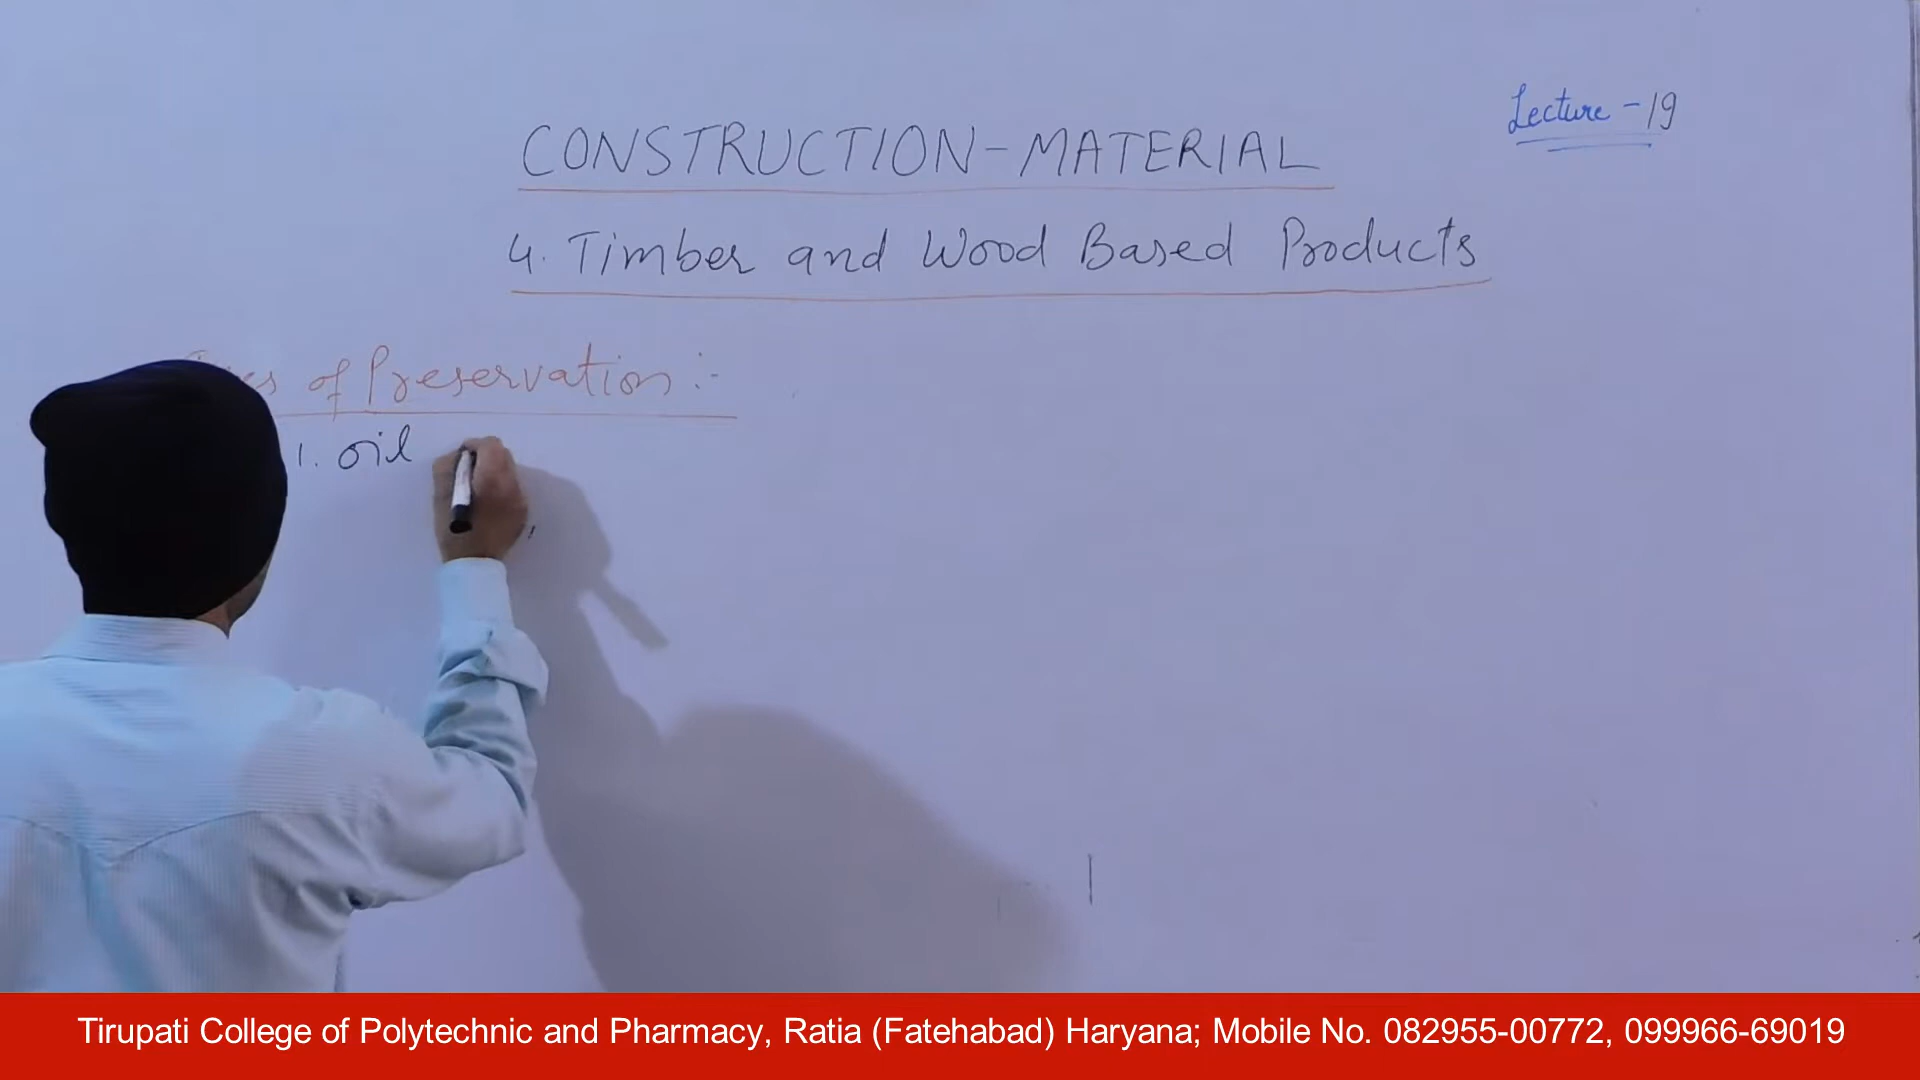 Lecture - 19
CONSTRUCTION-MATERIAL
4. Timber and Wood Based Products
of Preservation :-
1. oil
Tirupati College of Polytechnic and Pharmacy, Ratia (Fatehabad) Haryana; Mobile No. 082955-00772, 099966-69019